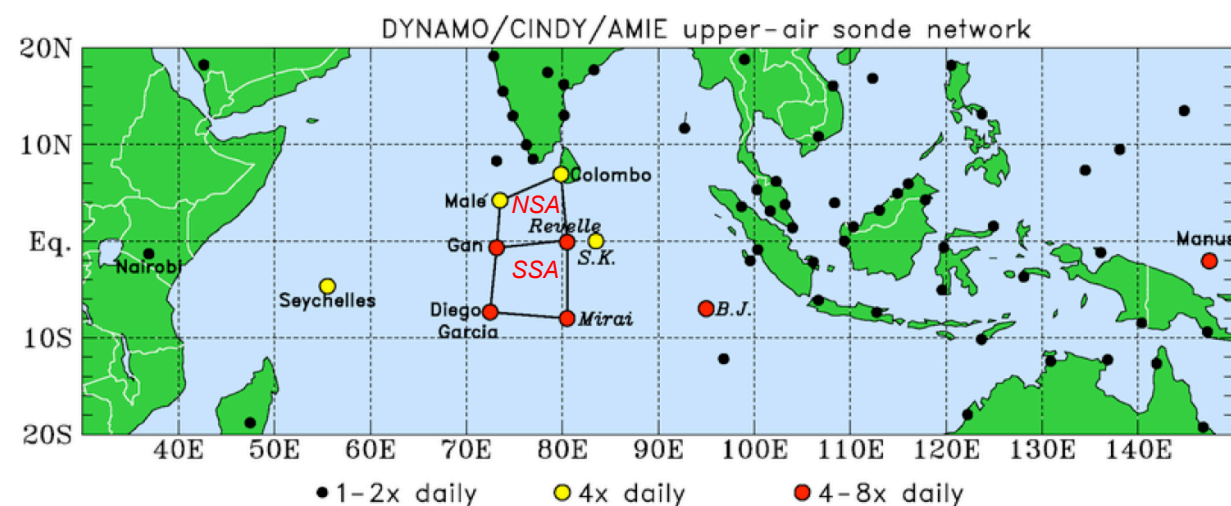 DYNAMO/CINDY/AMIE upper-air sonde network
20N
10N
Eq.
10S
20S
Colombo
Malé
NSA
Revelle
Gan
S.K.
Manus
Nairobi
SSA
Seychelles
Diego
Garcia
Mirai
B.J.
40E 50E 60E 70E 80E 90E 100E 110E 120E 130E 140E
1-2x daily 4x daily 4-8x daily